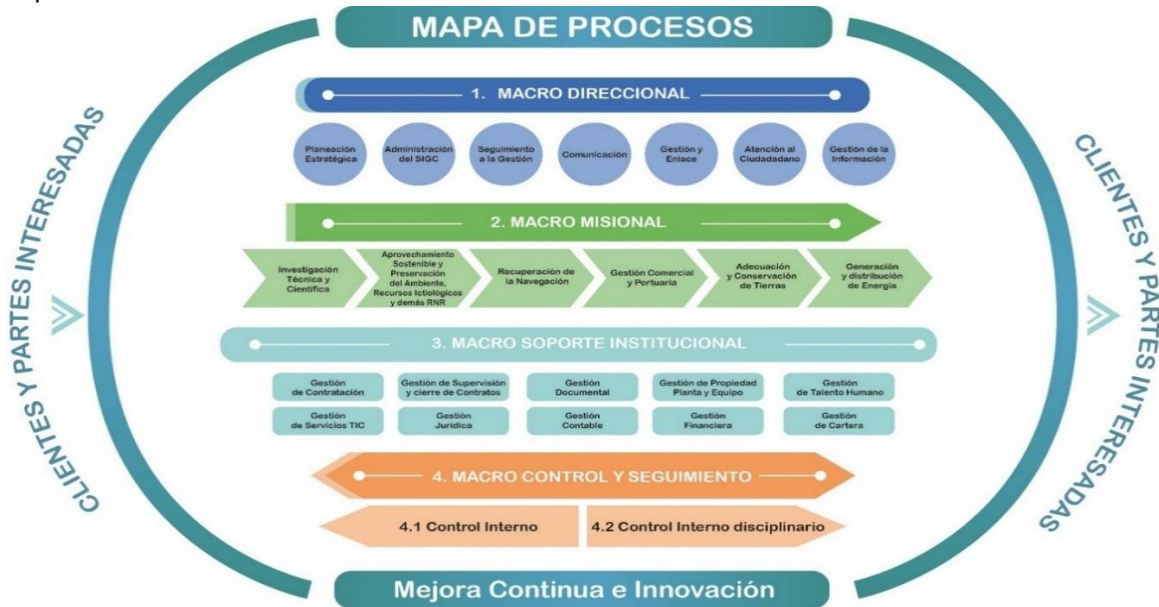 MAPA DE PROCESOS
CLIENTES Y PARTES INTERESADAS
1. MACRO DIRECCIONAL
Planeación
Estratégica
Administración
del SIGC
Seguimiento
a la Gestión
Comunicación
Gestión y
Enlace
Atención al
Ciudadadano
Gestión de la
Información
2. MACRO MISIONAL
Investigación
Técnica y
Científica
Aprovechamiento
Sostenible y
Preservación
del Ambiente,
Recursos Ictiológicos
y demás RNR
Recuperación de
la Navegación
Gestión Comercial
y Portuaria
Adecuación
y Conservación
de Tierras
Generación
y distribución
de Energía
3. MACRO SOPORTE INSTITUCIONAL
Gestión
de Contratación
Gestión de Supervisión
y cierre de Contratos
Gestión
Documental
Gestión de Propiedad
Planta y Equipo
Gestión
de Talento Humano
Gestión
de Servicios TIC
Gestión
Jurídica
Gestión
Contable
Gestión
Financiera
Gestión
de Cartera
4. MACRO CONTROL Y SEGUIMIENTO
4.1 Control Interno
4.2 Control Interno disciplinario
Mejora Continua e Innovación
CLIENTES Y PARTES INTERESADAS